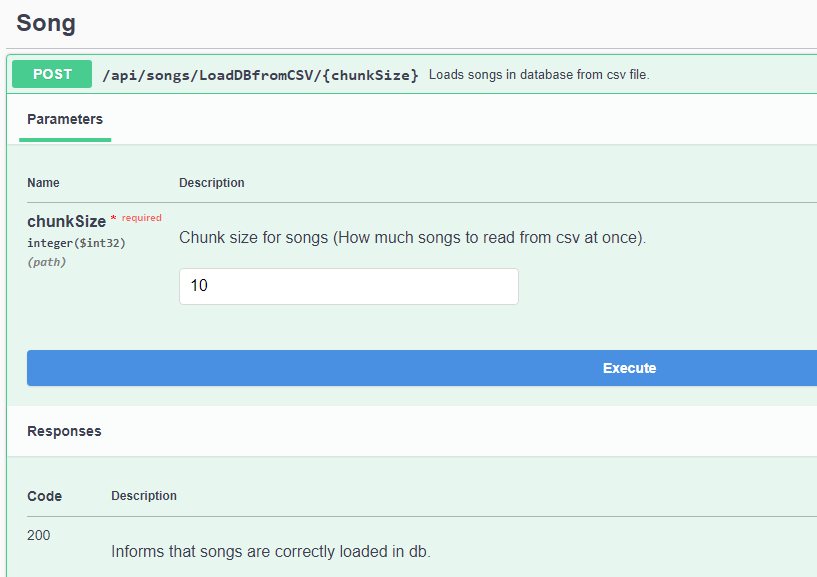 Song
POST /api/songs/LoadDBfromCSV/{chunkSize} Loads songs in database from csv file.
Parameters
Name Description
chunkSize * required
integer($int32)
(path)
Chunk size for songs (How much songs to read from csv at once).
10
Execute
Responses
Code Description
200
Informs that songs are correctly loaded in db.